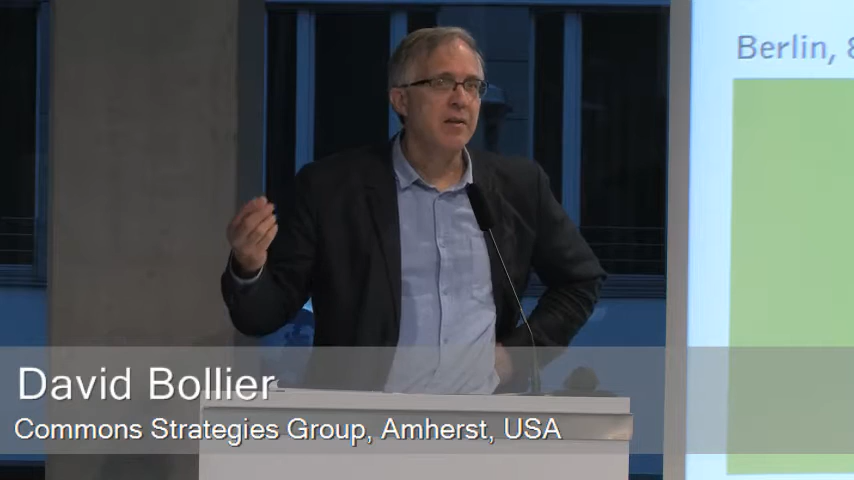 Berlin, 8
David Bollier
Commons Strategies Group, Amherst, USA